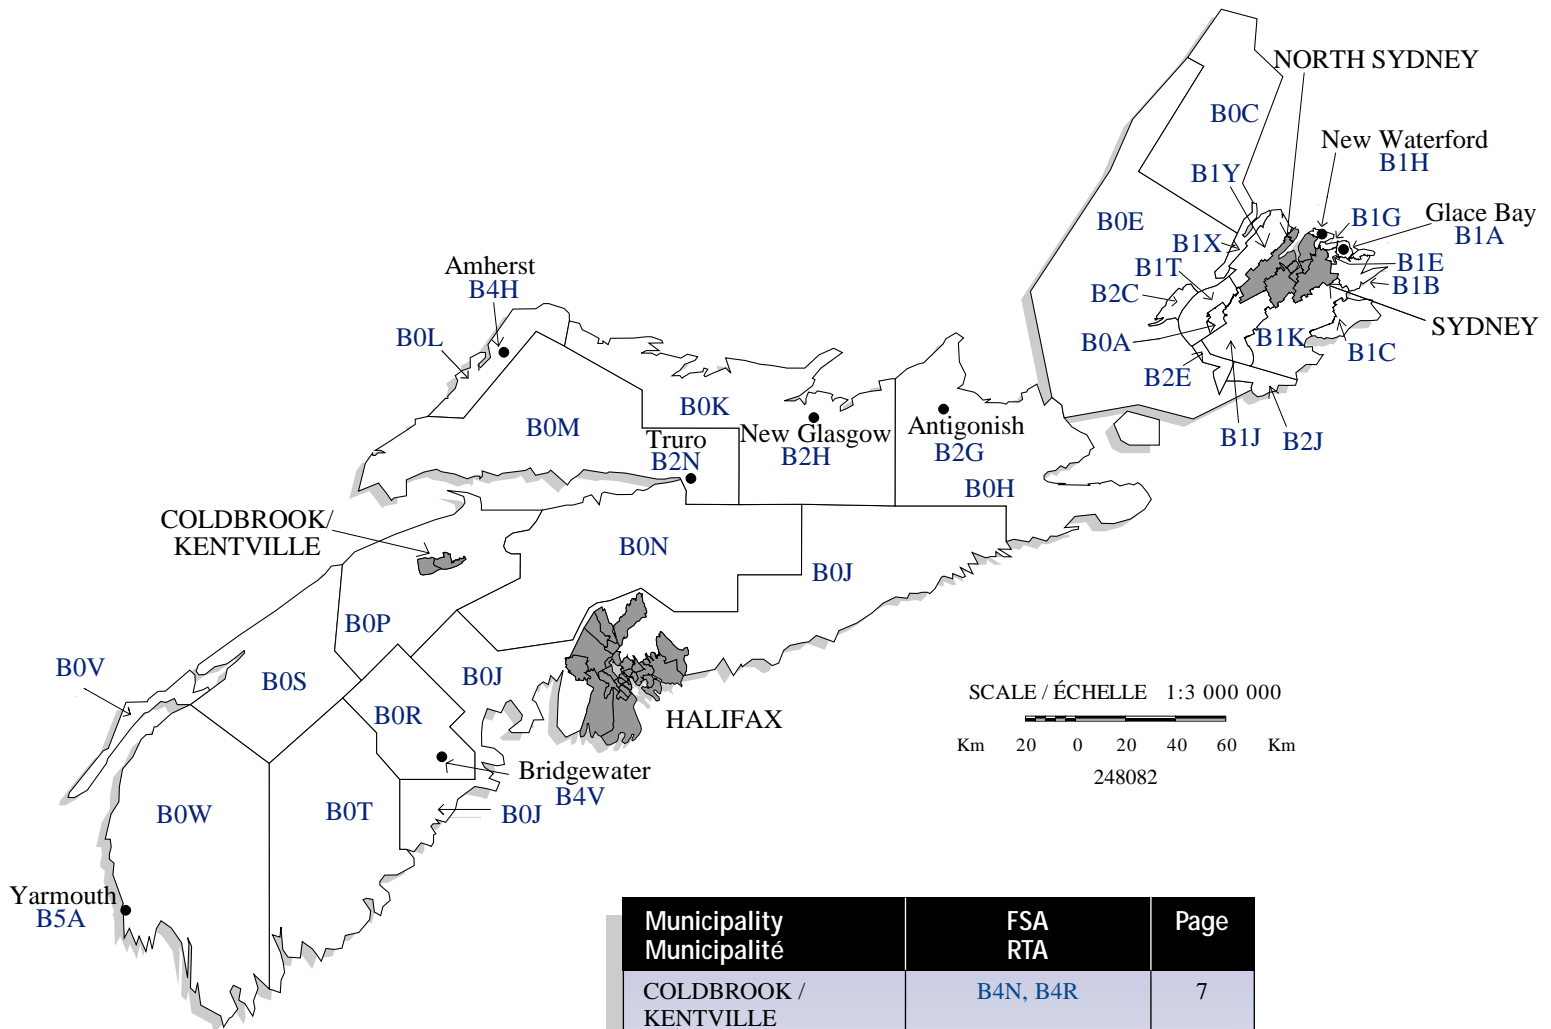 NORTH SYDNEY
B0C
New Waterford
B1H
B1Y
Glace Bay
B1A
B1G
B0E
B1X
B1T
B1E
B1B
B2C
SYDNEY
B0A
B1K
B1C
B2E
B1J
B2J
Amherst
B4H
B0L
B0K
B0M
Truro
B2N
New Glasgow
B2H
Antigonish
B2G
B0H
COLDBROOK/
KENTVILLE
B0N
B0J
B0P
B0V
B0S
B0J
B0R
HALIFAX
SCALE / ÉCHELLE 1:3 000 000
Km 20 0 20 40 60 Km
248082
Bridgewater
B4V
B0W
B0T
B0J
Yarmouth
B5A
Municipality FSA Page
Municipalité RTA
COLDBROOK / B4N, B4R 7
KENTVILLE